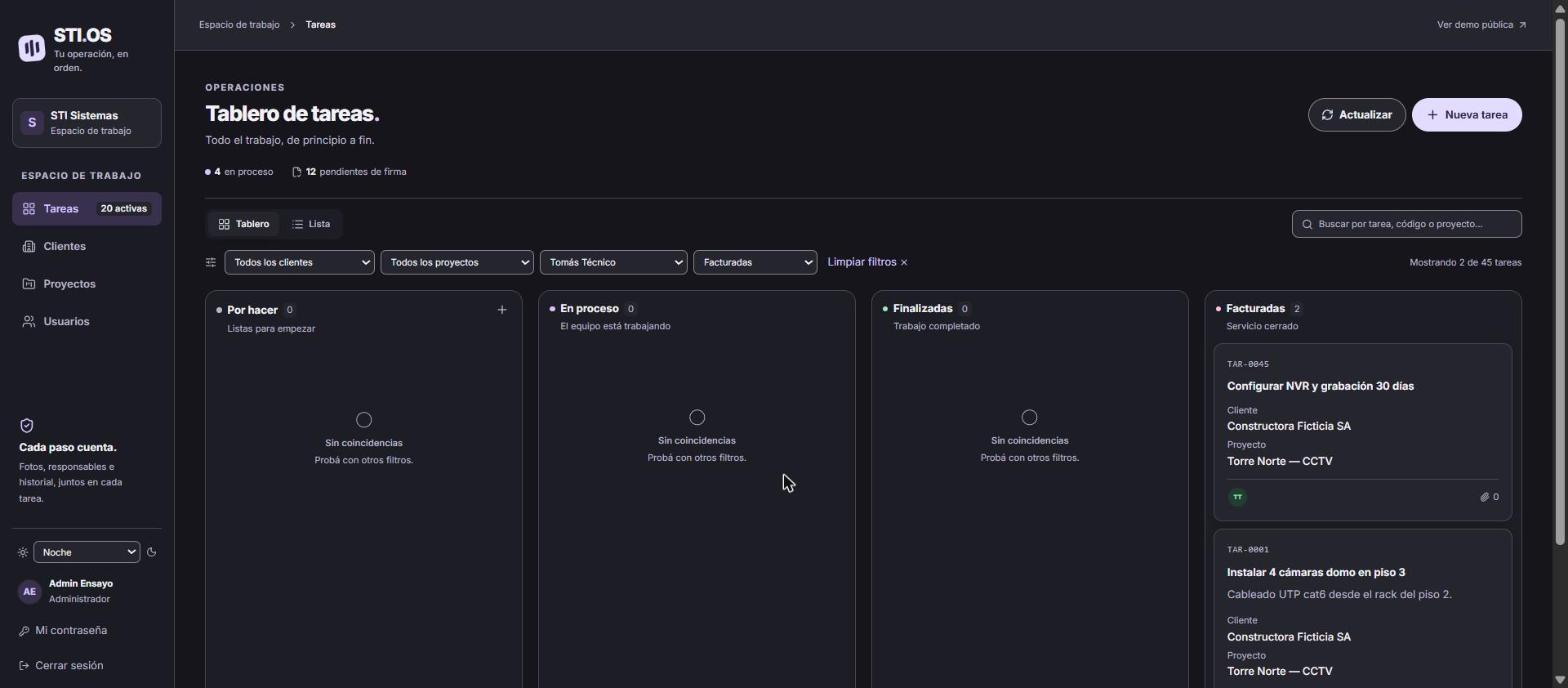 STI.OS
Tu operación, en
orden.
S
STI Sistemas
Espacio de trabajo
ESPACIO DE TRABAJO
Tareas
20 activas
Clientes
Proyectos
Usuarios
Cada paso cuenta.
Fotos, responsables e
historial, juntos en cada
tarea.
Noche
AE
Admin Ensayo
Administrador
Mi contraseña
Cerrar sesión
Espacio de trabajo > Tareas
Ver demo pública
OPERACIONES
Tablero de tareas.
Todo el trabajo, de principio a fin.
4 en proceso
12 pendientes de firma
Actualizar
+ Nueva tarea
Tablero
Lista
Buscar por tarea, código o proyecto...
Todos los clientes
Todos los proyectos
Tomás Técnico
Facturadas
Limpiar filtros ×
Mostrando 2 de 45 tareas
Por hacer 0
+
Listas para empezar
Sin coincidencias
Probá con otros filtros.
En proceso 0
El equipo está trabajando
Sin coincidencias
Probá con otros filtros.
Finalizadas 0
Trabajo completado
Sin coincidencias
Probá con otros filtros.
Facturadas 2
Servicio cerrado
TAR-0045
Configurar NVR y grabación 30 días
Cliente
Constructora Ficticia SA
Proyecto
Torre Norte — CCTV
TT
0
TAR-0001
Instalar 4 cámaras domo en piso 3
Cableado UTP cat6 desde el rack del piso 2.
Cliente
Constructora Ficticia SA
Proyecto
Torre Norte — CCTV